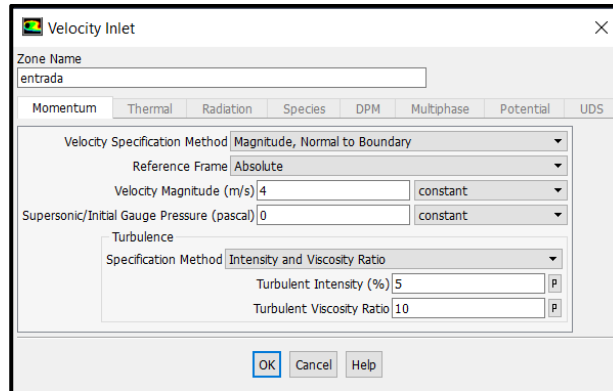 Velocity Inlet
Zone Name
entrada
Momentum Thermal Radiation Species DPM Multiphase Potential UDS
Velocity Specification Method Magnitude, Normal to Boundary
Reference Frame Absolute
Velocity Magnitude (m/s) 4 constant
Supersonic/Initial Gauge Pressure (pascal) 0 constant
Turbulence
Specification Method Intensity and Viscosity Ratio
Turbulent Intensity (%) 5 P
Turbulent Viscosity Ratio 10 P
OK Cancel Help